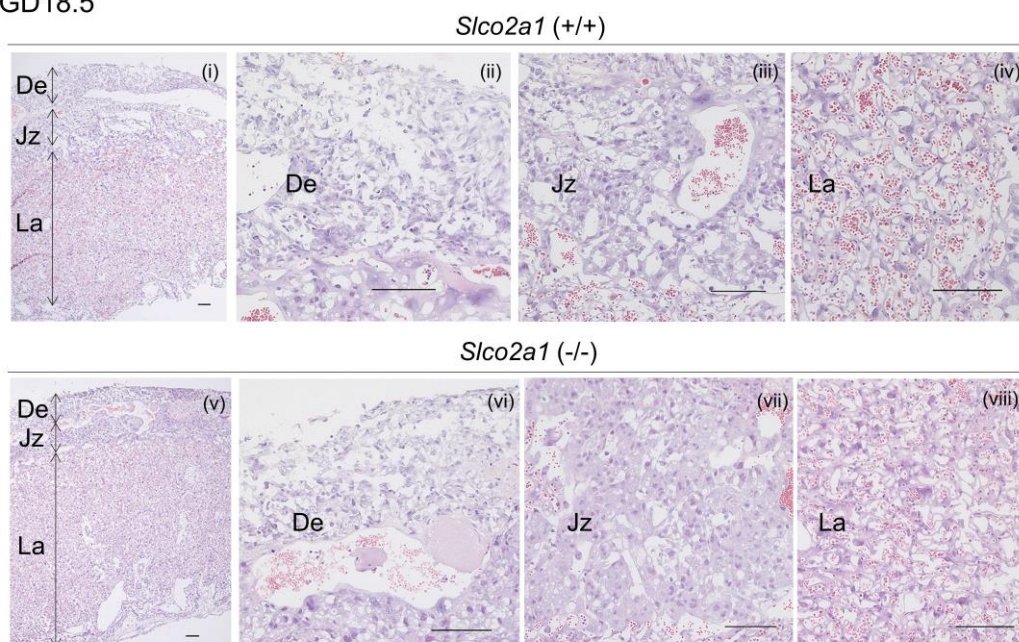 GD18.5
Slco2a1 (+/+)
(i)
De
Jz
La
(ii)
De
(iii)
Jz
(iv)
La
Slco2a1 (-/-)
(v)
De
Jz
La
(vi)
De
(vii)
Jz
(viii)
La